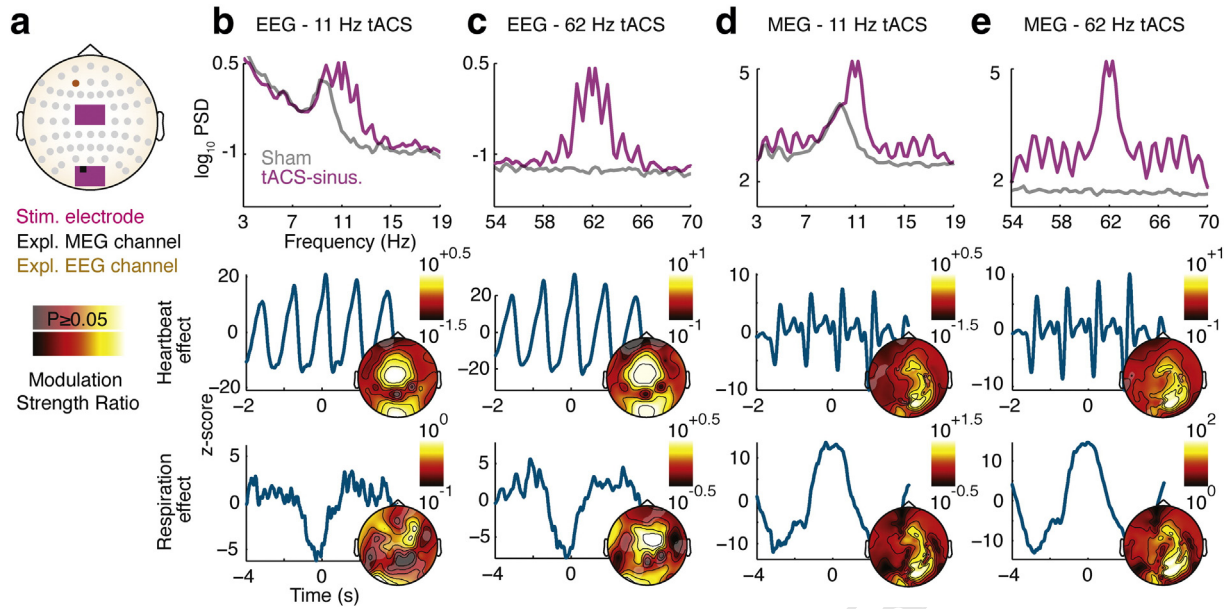 a
Stim. electrode
Expl. MEG channel
Expl. EEG channel
P≥0.05
Modulation
Strength Ratio
b EEG - 11 Hz tACS
c EEG - 62 Hz tACS
d MEG - 11 Hz tACS
e MEG - 62 Hz tACS
log₁₀ PSD
0.5
-1
Sham
tACS-sinus.
3 7 11 15 19
Frequency (Hz)
0.5
-1
54 58 62 66 70
5
2
3 7 11 15 19
5
2
54 58 62 66 70
Heartbeat
effect
z-score
20
0
−20
−2 0
10⁺⁰·⁵
10⁻¹·⁵
20
0
−20
−2 0
10⁺¹
10⁻¹
10
0
−10
−2 0
10⁺⁰·⁵
10⁻¹·⁵
10
0
−10
−2 0
10⁺¹
10⁻¹
Respiration
effect
5
0
−5
−4 0
Time (s)
10⁰
10⁻¹
5
0
−5
−4 0
10⁺⁰·⁵
10⁻⁰·⁵
10
0
−10
−4 0
10⁺¹·⁵
10⁻⁰·⁵
10
0
−10
−4 0
10²
10⁰